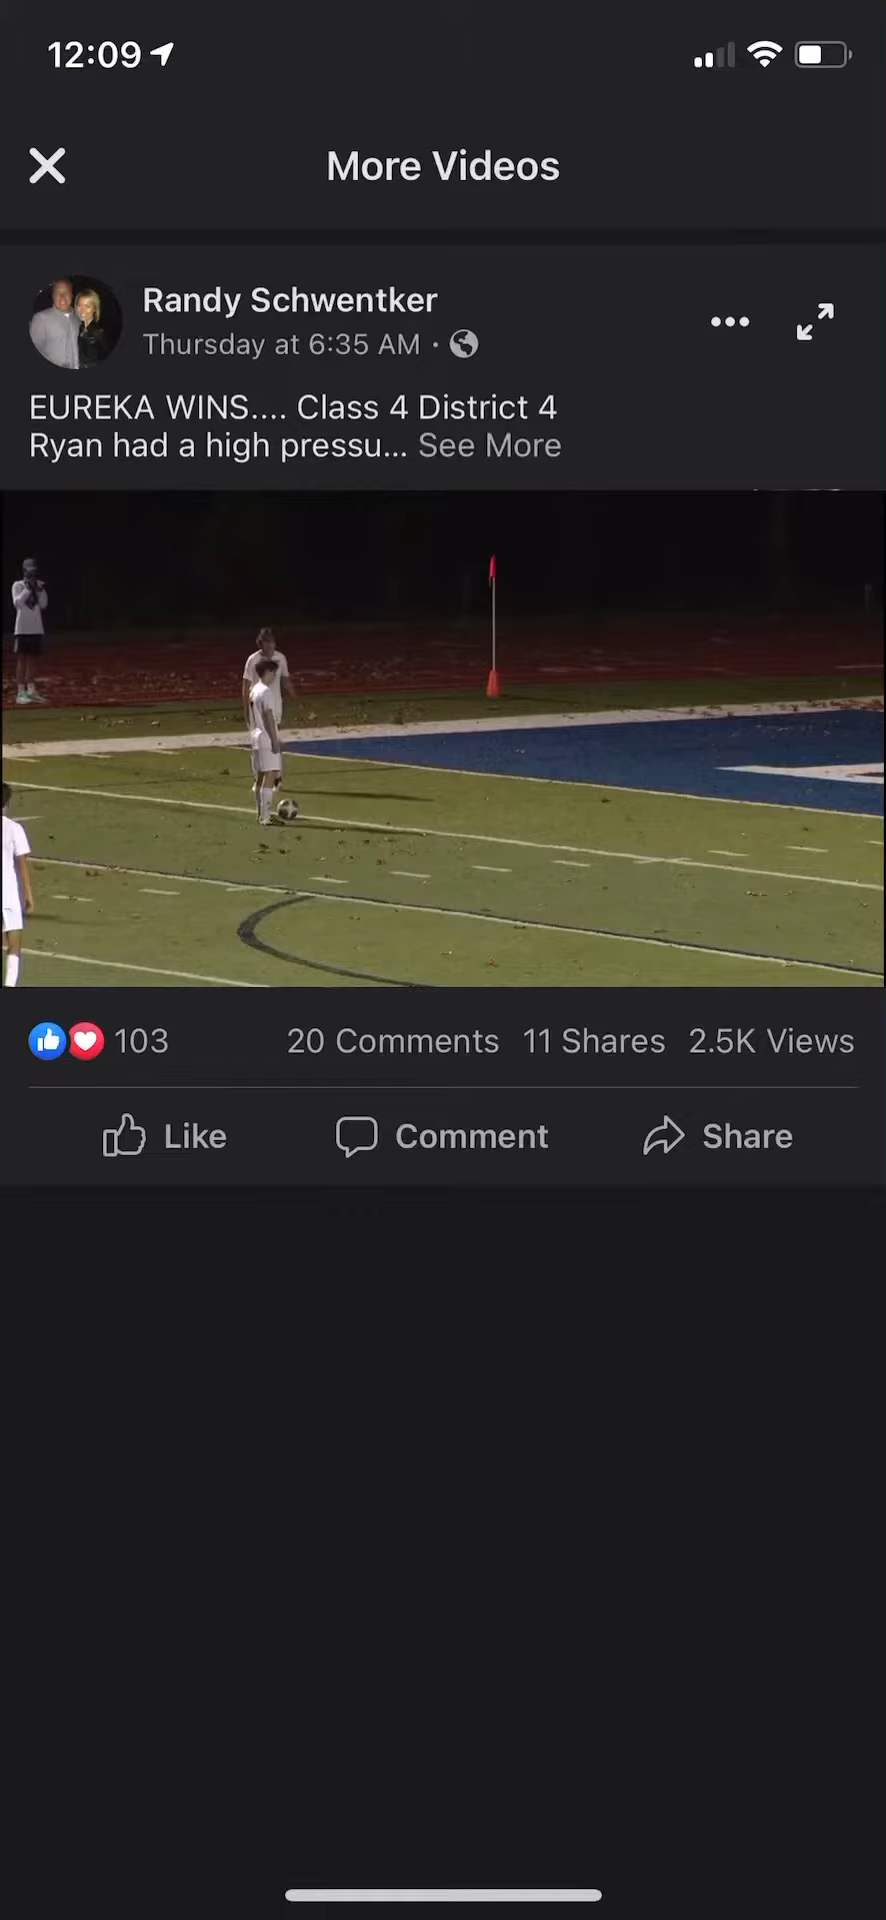 12:09
More Videos
Randy Schwentker
Thursday at 6:35 AM ·
EUREKA WINS.... Class 4 District 4
Ryan had a high pressu... See More
103 20 Comments 11 Shares 2.5K Views
Like Comment Share